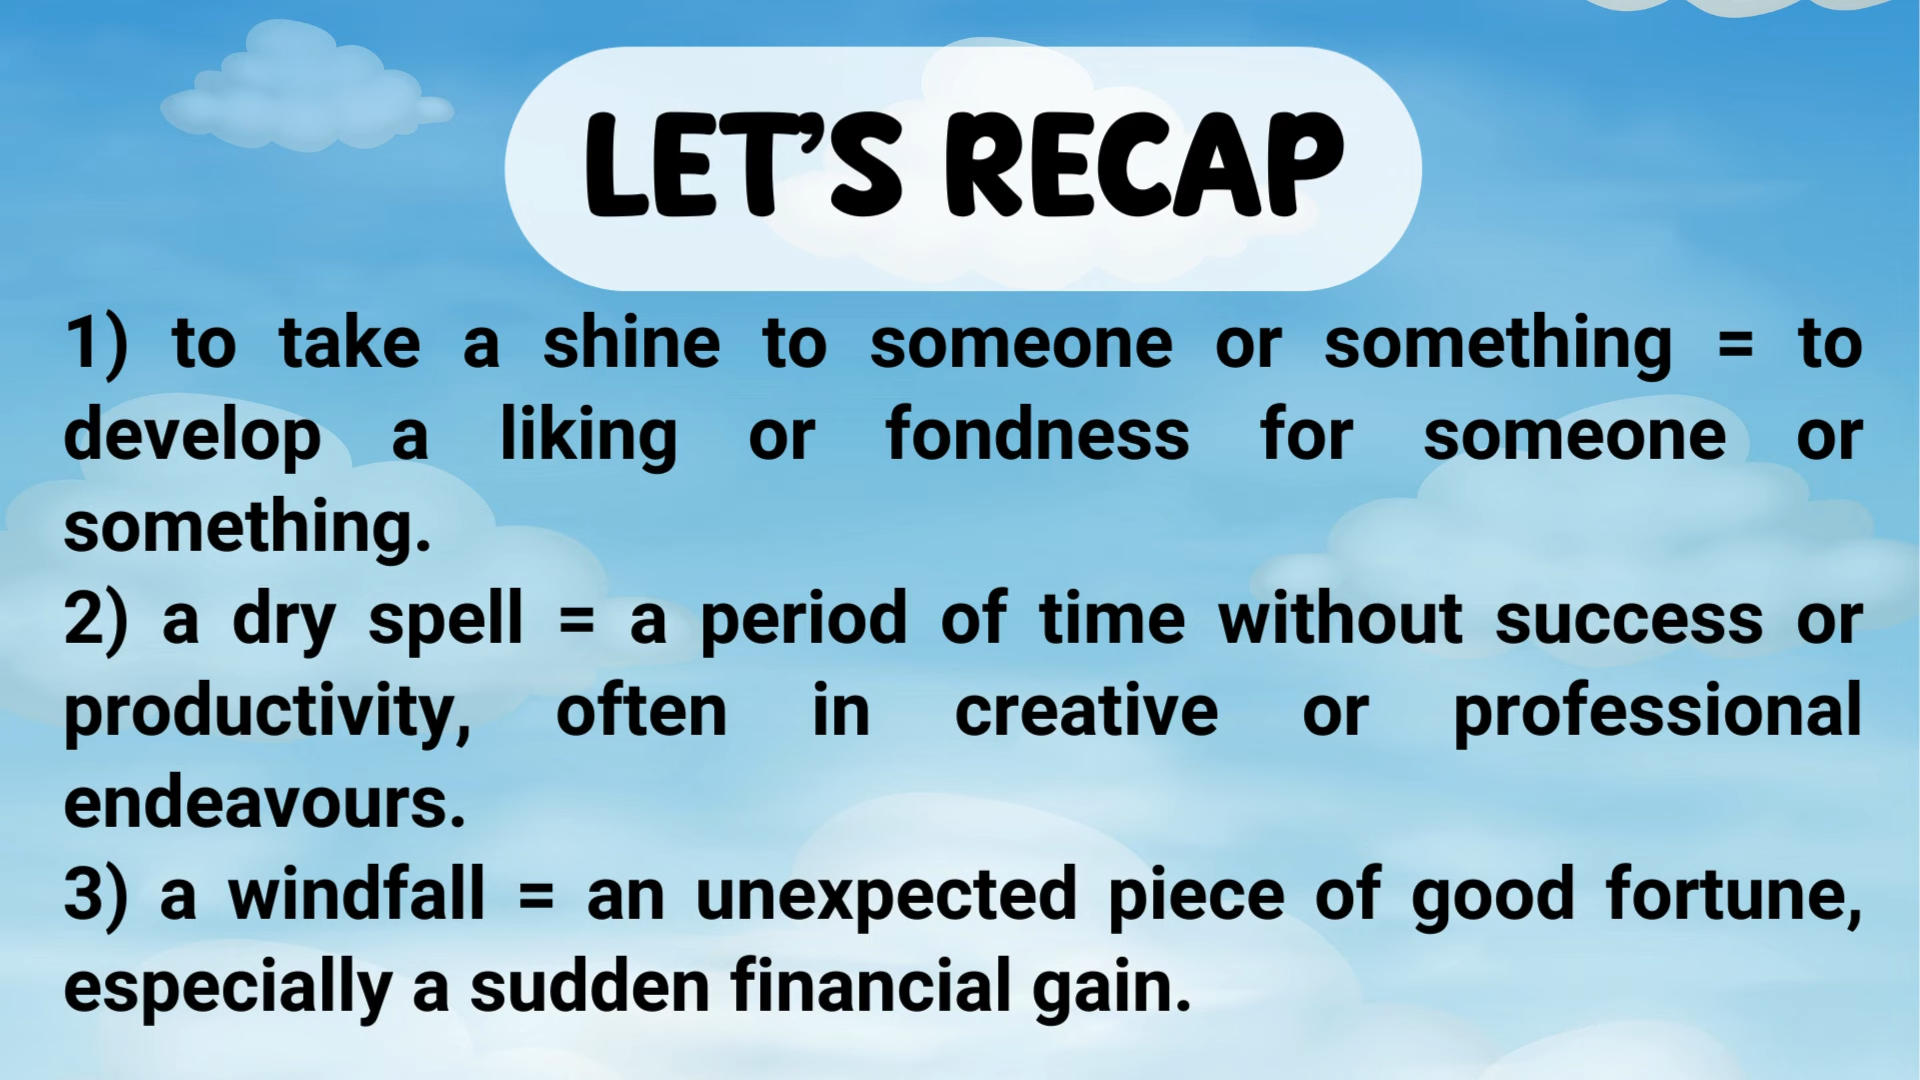 LET'S RECAP
1) to take a shine to someone or something = to
develop a liking or fondness for someone or
something.
2) a dry spell = a period of time without success or
productivity, often in creative or professional
endeavours.
3) a windfall = an unexpected piece of good fortune,
especially a sudden financial gain.